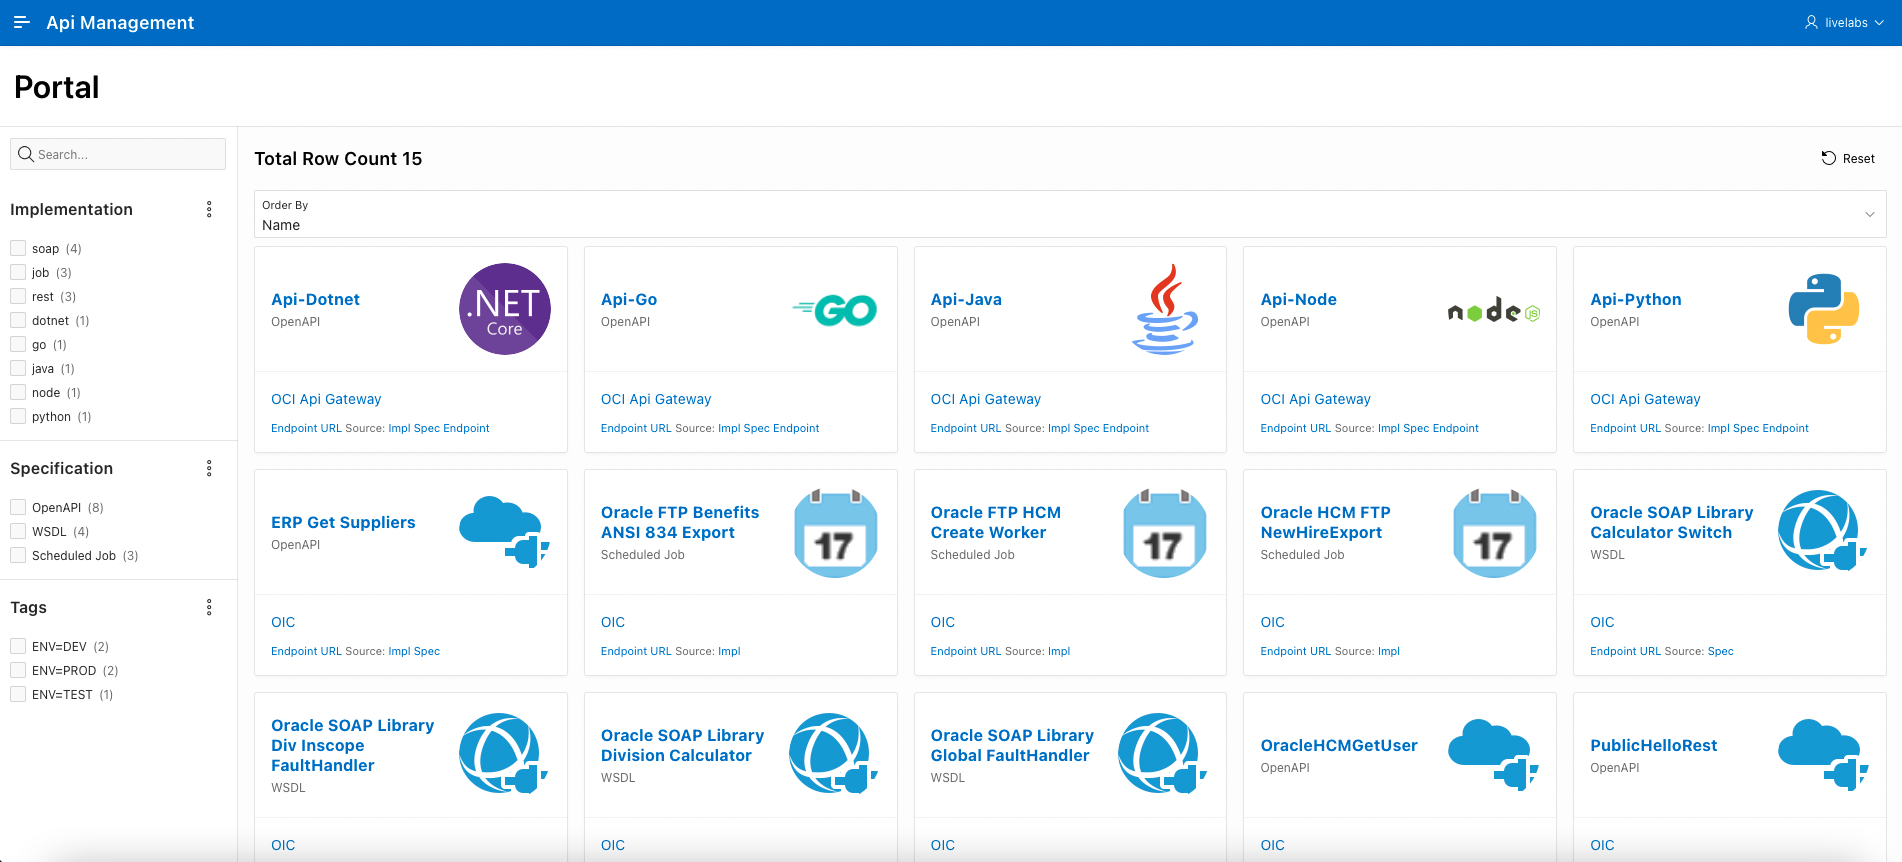 Api Management
livelabs
Portal
Search...
Implementation
soap (4)
job (3)
rest (3)
dotnet (1)
go (1)
java (1)
node (1)
python (1)
Specification
OpenAPI (8)
WSDL (4)
Scheduled Job (3)
Tags
ENV=DEV (2)
ENV=PROD (2)
ENV=TEST (1)
Total Row Count 15
Reset
Order By
Name
Api-Dotnet
OpenAPI
.NET
Core
OCI Api Gateway
Endpoint URL Source: Impl Spec Endpoint
Api-Go
OpenAPI
GO
OCI Api Gateway
Endpoint URL Source: Impl Spec Endpoint
Api-Java
OpenAPI
OCI Api Gateway
Endpoint URL Source: Impl Spec Endpoint
Api-Node
OpenAPI
node JS
OCI Api Gateway
Endpoint URL Source: Impl Spec Endpoint
Api-Python
OpenAPI
OCI Api Gateway
Endpoint URL Source: Impl Spec Endpoint
ERP Get Suppliers
OpenAPI
OIC
Endpoint URL Source: Impl Spec
Oracle FTP Benefits
ANSI 834 Export
Scheduled Job
17
OIC
Endpoint URL Source: Impl
Oracle FTP HCM
Create Worker
Scheduled Job
17
OIC
Endpoint URL Source: Impl
Oracle HCM FTP
NewHireExport
Scheduled Job
17
OIC
Endpoint URL Source: Impl
Oracle SOAP Library
Calculator Switch
WSDL
OIC
Endpoint URL Source: Spec
Oracle SOAP Library
Div Inscope
FaultHandler
WSDL
OIC
Oracle SOAP Library
Division Calculator
WSDL
OIC
Oracle SOAP Library
Global FaultHandler
WSDL
OIC
OracleHCMGetUser
OpenAPI
OIC
PublicHelloRest
OpenAPI
OIC